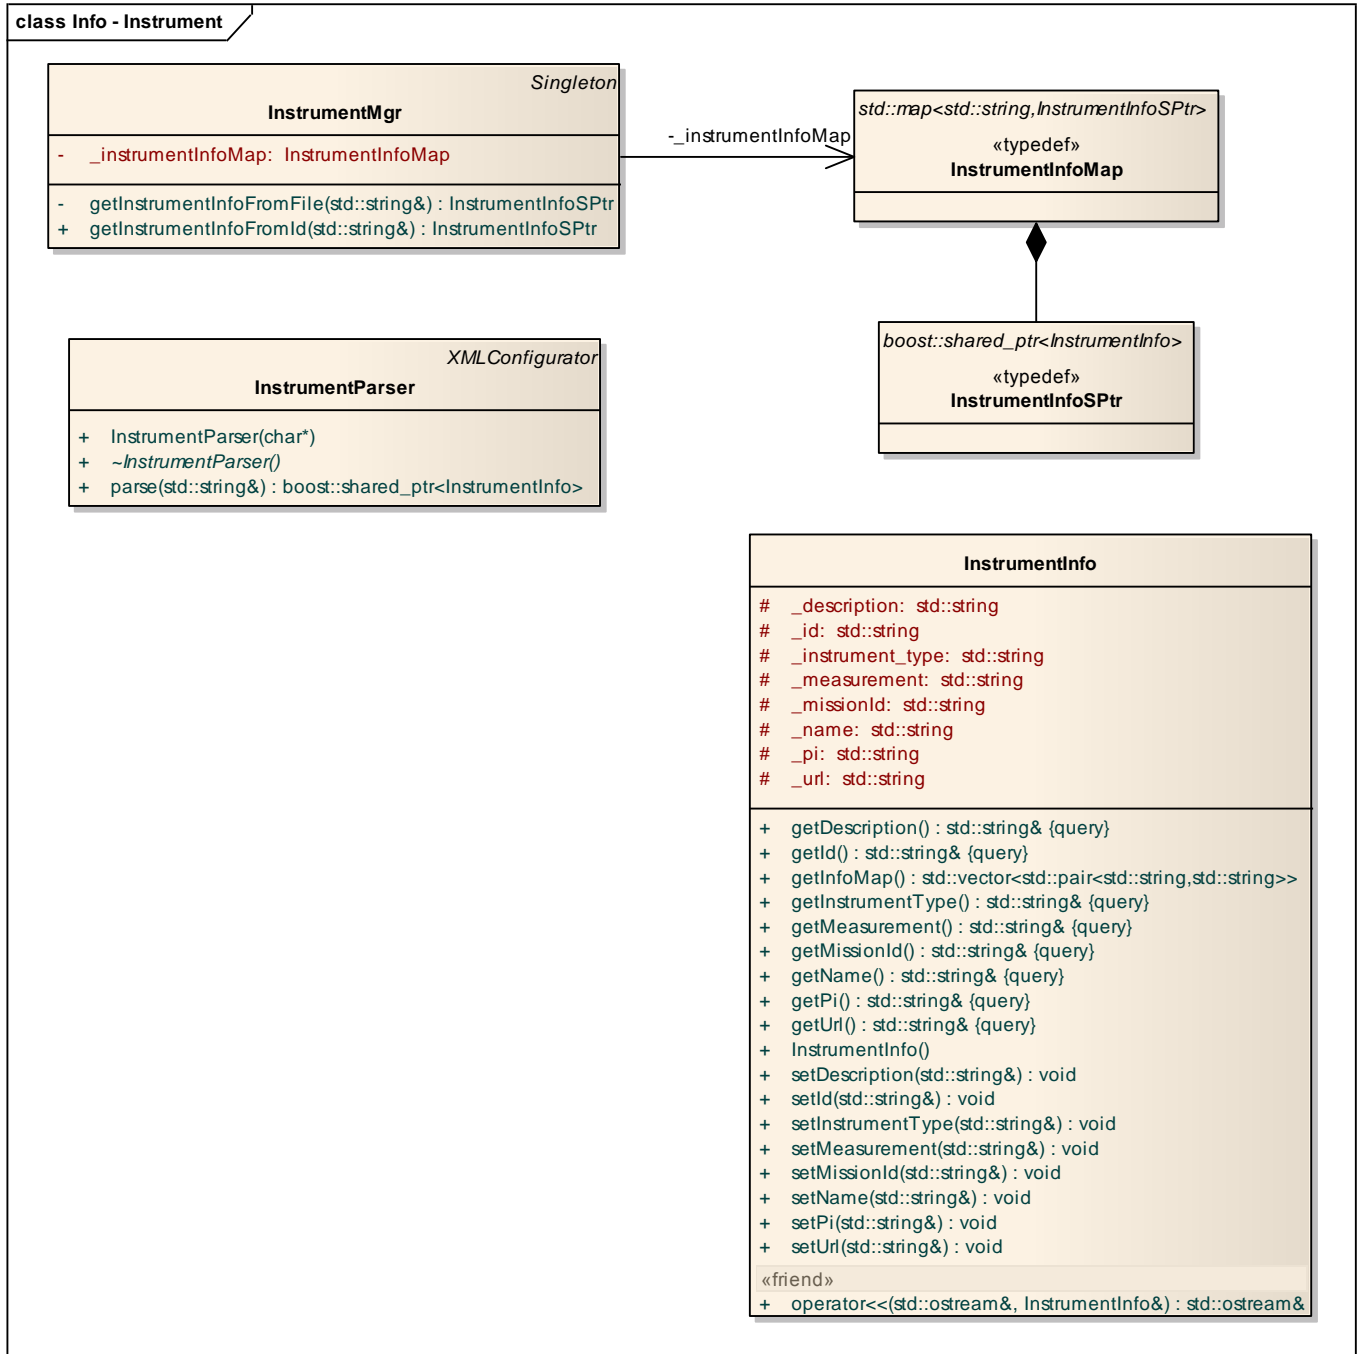 class Info - Instrument
Singleton
InstrumentMgr
- _instrumentInfoMap: InstrumentInfoMap
- getInstrumentInfoFromFile(std::string&) : InstrumentInfoSPtr
+ getInstrumentInfoFromId(std::string&) : InstrumentInfoSPtr
-_instrumentInfoMap
std::map<std::string,InstrumentInfoSPtr>
«typedef»
InstrumentInfoMap
boost::shared_ptr<InstrumentInfo>
«typedef»
InstrumentInfoSPtr
XMLConfigurator
InstrumentParser
+ InstrumentParser(char*)
+ ~InstrumentParser()
+ parse(std::string&) : boost::shared_ptr<InstrumentInfo>
InstrumentInfo
# _description: std::string
# _id: std::string
# _instrument_type: std::string
# _measurement: std::string
# _missionId: std::string
# _name: std::string
# _pi: std::string
# _url: std::string
+ getDescription() : std::string& {query}
+ getId() : std::string& {query}
+ getInfoMap() : std::vector<std::pair<std::string,std::string>>
+ getInstrumentType() : std::string& {query}
+ getMeasurement() : std::string& {query}
+ getMissionId() : std::string& {query}
+ getName() : std::string& {query}
+ getPi() : std::string& {query}
+ getUrl() : std::string& {query}
+ InstrumentInfo()
+ setDescription(std::string&) : void
+ setId(std::string&) : void
+ setInstrumentType(std::string&) : void
+ setMeasurement(std::string&) : void
+ setMissionId(std::string&) : void
+ setName(std::string&) : void
+ setPi(std::string&) : void
+ setUrl(std::string&) : void
«friend»
+ operator<<(std::ostream&, InstrumentInfo&) : std::ostream&